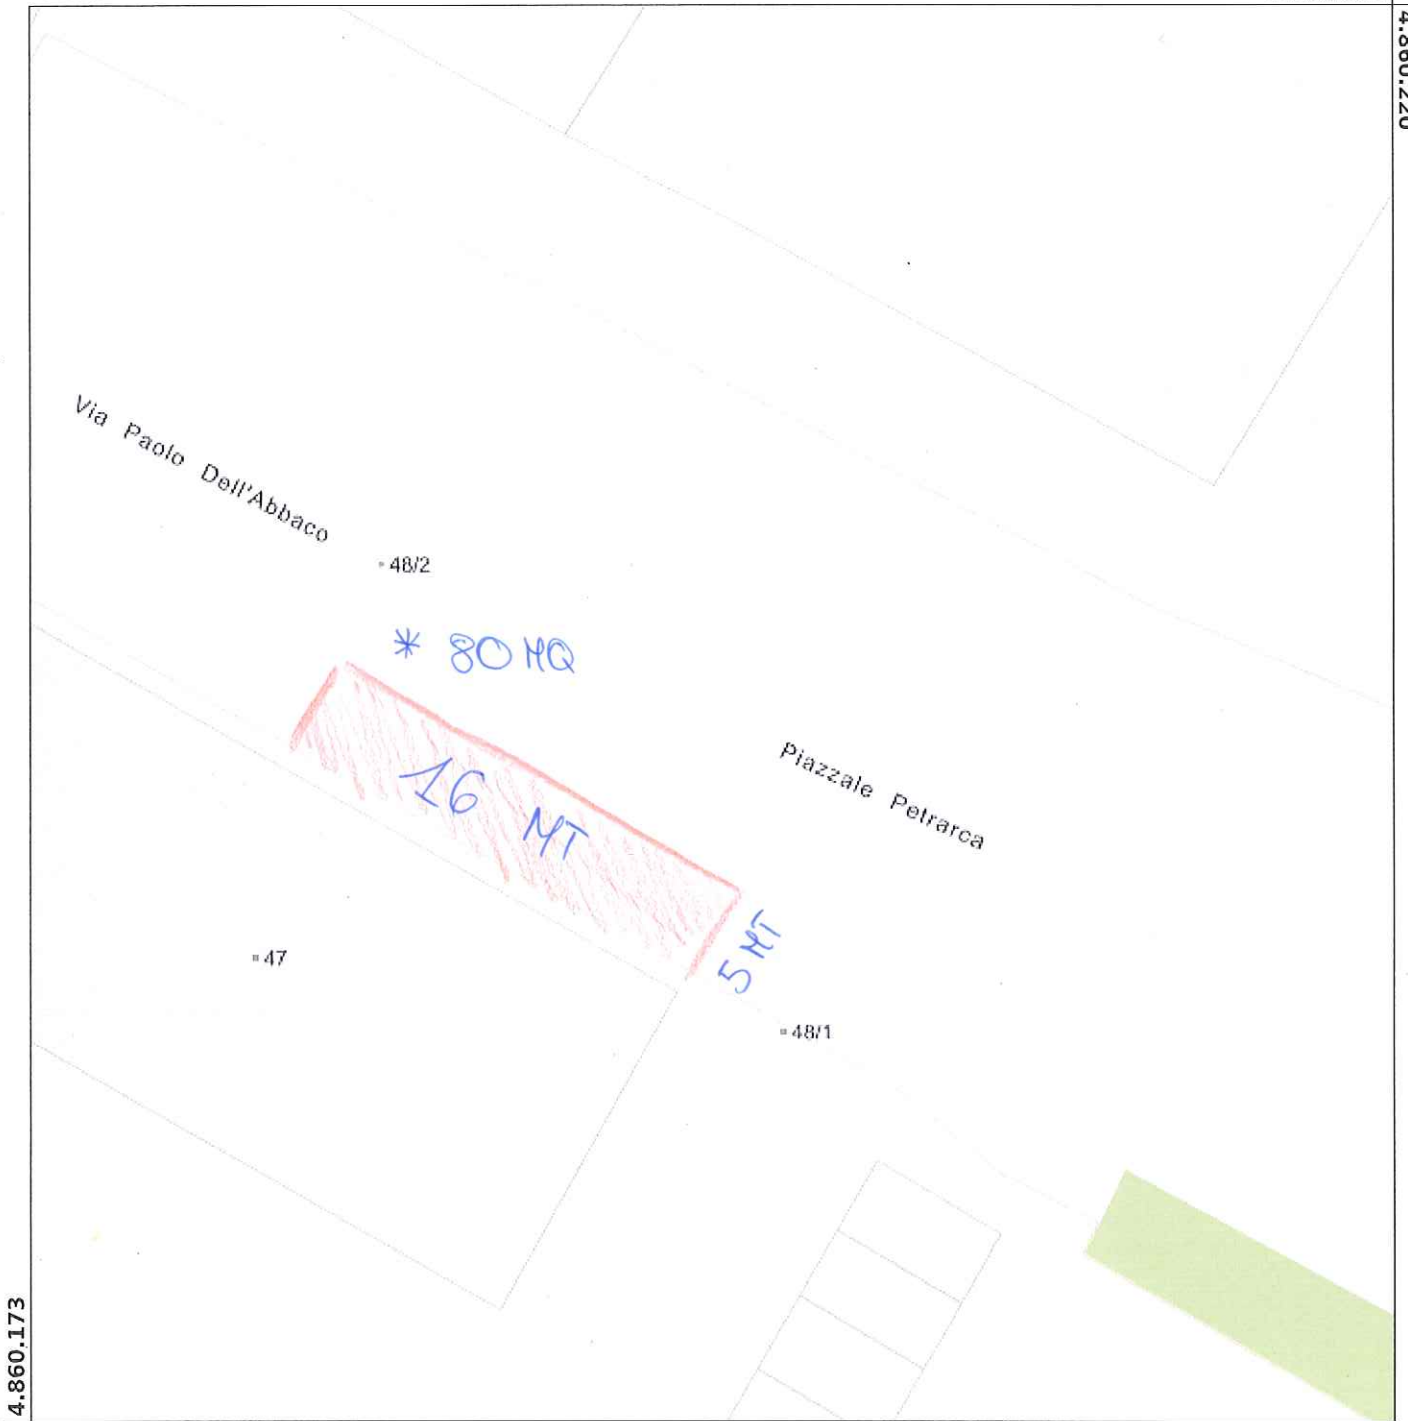 4.860.220
Via Paolo Dell'Abbaco
48/2
* 80 MQ
16 MT
Piazzale Petrarca
5 MT
47
48/1
4.860.173